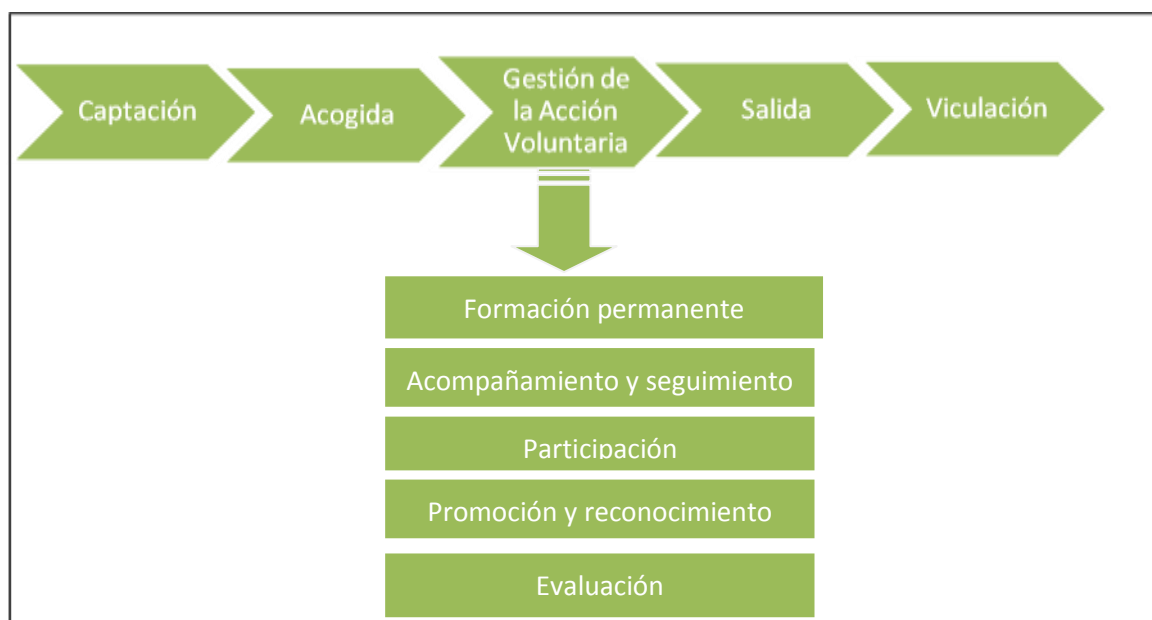 Captación
Acogida
Gestión de
la Acción
Voluntaria
Salida
Viculación
Formación permanente
Acompañamiento y seguimiento
Participación
Promoción y reconocimiento
Evaluación